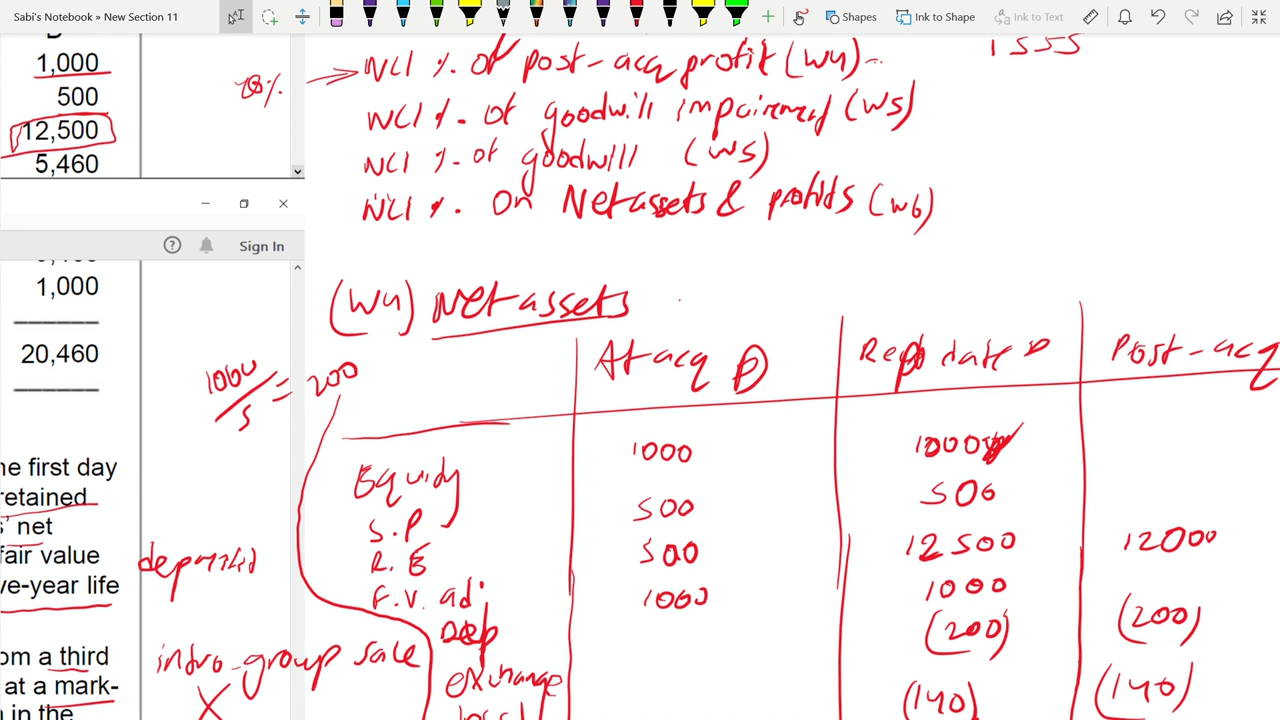 Sabi's Notebook » New Section 11
Shapes
Ink to Shape
Ink to Text
1,000
500
12,500
5,460
Sign In
1,000
20,460
ne first day
retained
s' net
fair value
ve-year life
om a third
at a mark-
n in the
NCI % of post-acq profit (W4)
1555
NCI % of goodwill impairment (W5)
NCI % of goodwill (W5)
NCI % on Net assets & profits (W6)
(W4) Net assets
1000/5 = 200
At acq D
date
Post-acq
Equity 1000 1000
S.P 500 500
R.E 500 12500 12000
F.V. adj 1000 1000
Dep (200) (200)
exchange (140) (140)
intra-group sale
X